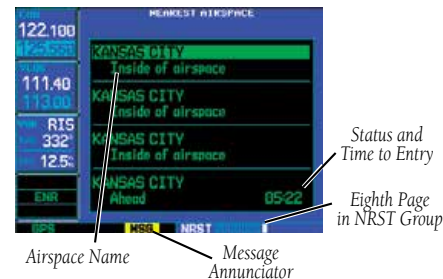 COM
NEAREST AIRSPACE
122.100
125.550
VLOC
111.40
113.00
KANSAS CITY
Inside of airspace
KANSAS CITY
Inside of airspace
KANSAS CITY
Inside of airspace
KANSAS CITY
Ahead 05:22
RIS
332°
12.5
ENR
GPS
MSG
NRST
Status and
Time to Entry
Eighth Page
in NRST Group
Airspace Name
Message
Annunciator